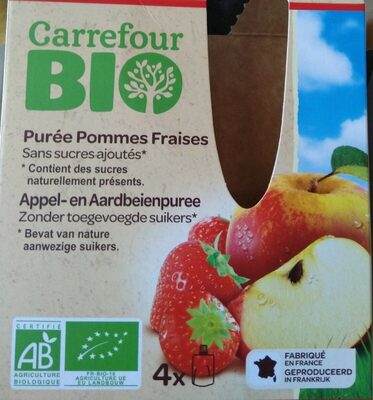 Carrefour
BIO
Purée Pommes Fraises
Sans sucres ajoutés*
* Contient des sucres
naturellement présents.
Appel- en Aardbeienpuree
Zonder toegevoegde suikers*
* Bevat van nature
aanwezige suikers.
CERTIFIÉ
AB
AGRICULTURE
BIOLOGIQUE
FR-BIO-10
AGRICULTURE UE
EU LANDBOUW
4x
FABRIQUÉ
EN FRANCE
GEPRODUCEERD
IN FRANKRIJK